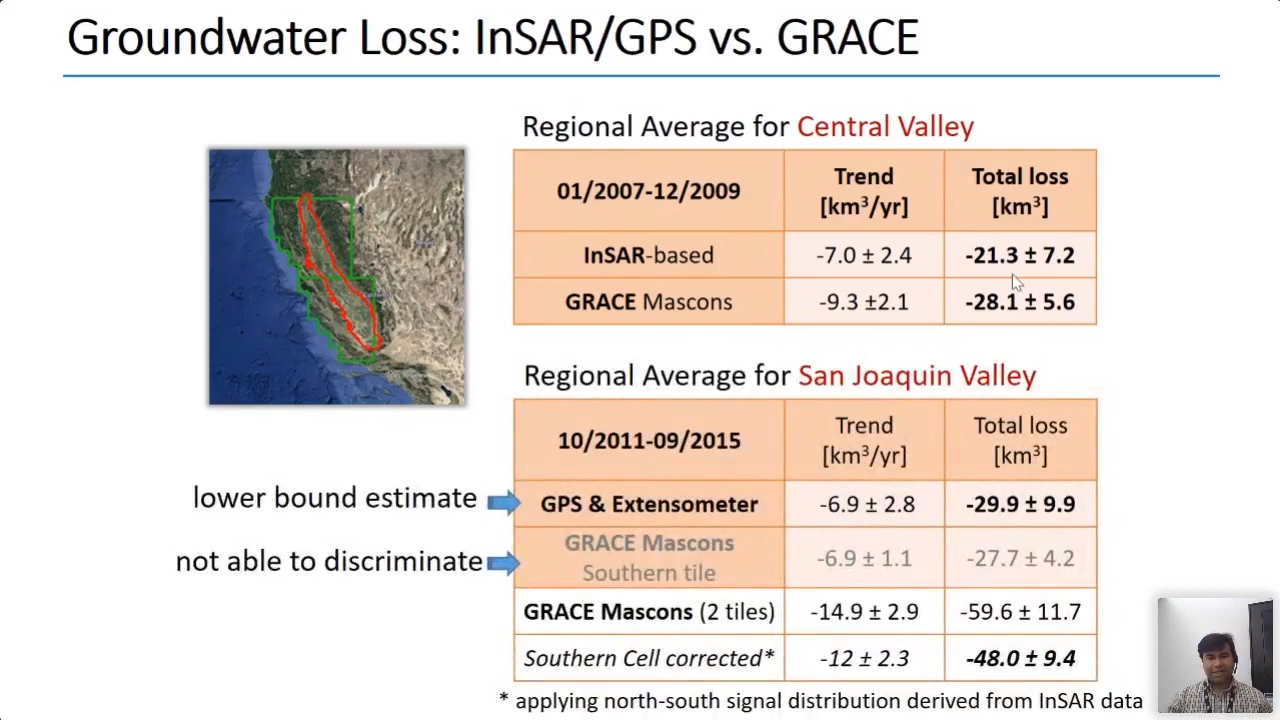 Groundwater Loss: InSAR/GPS vs. GRACE
Regional Average for Central Valley
01/2007-12/2009 Trend [km³/yr] Total loss [km³]
InSAR-based -7.0 ± 2.4 -21.3 ± 7.2
GRACE Mascons -9.3 ±2.1 -28.1 ± 5.6
Regional Average for San Joaquin Valley
10/2011-09/2015 Trend [km³/yr] Total loss [km³]
lower bound estimate GPS & Extensometer -6.9 ± 2.8 -29.9 ± 9.9
not able to discriminate GRACE Mascons Southern tile -6.9 ± 1.1 -27.7 ± 4.2
GRACE Mascons (2 tiles) -14.9 ± 2.9 -59.6 ± 11.7
Southern Cell corrected* -12 ± 2.3 -48.0 ± 9.4
* applying north-south signal distribution derived from InSAR data